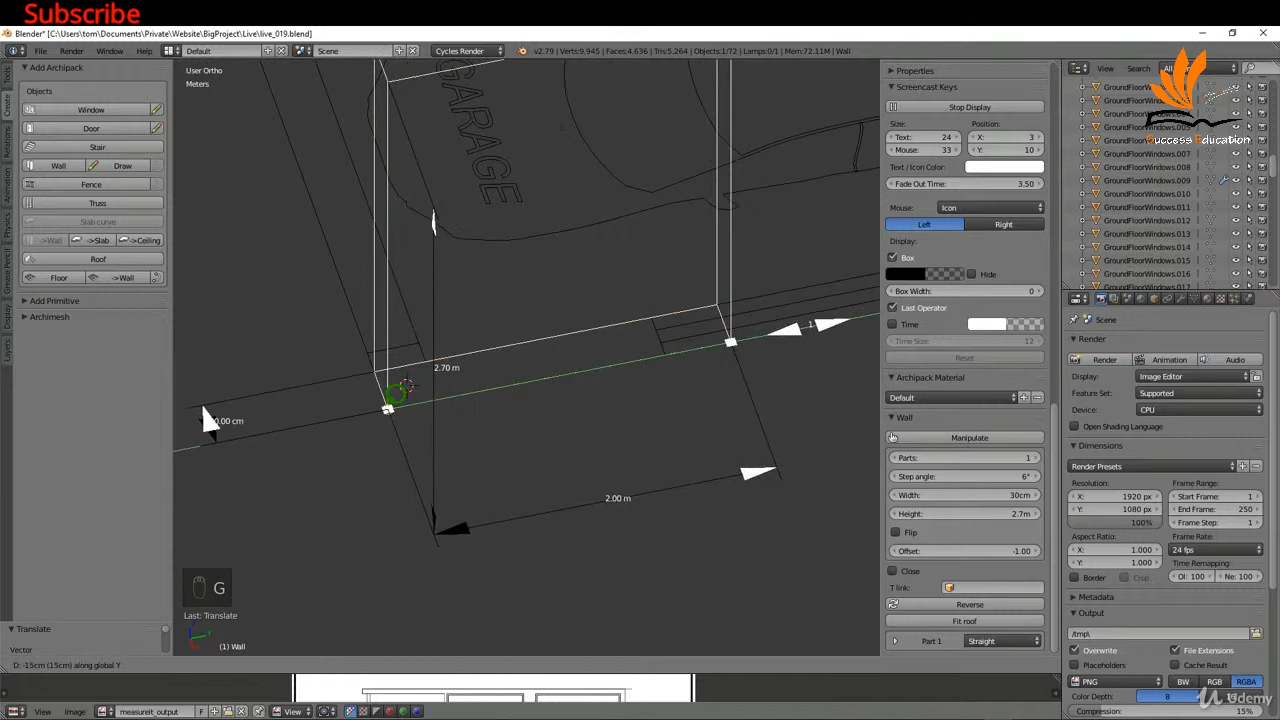 Subscribe
Blender* [C:\Users\tom\Documents\Private\Website\BigProject\Live\live_019.blend]
File Render Window Help Default Scene Cycles Render v2.79 | Verts:9,945 | Faces:4,636 | Tris:5,264 | Objects:1/72 | Lamps:0/1 | Mem:72.11M | Wall
View Search All
Tools
Create
Relations
Animation
Physics
Grease Pencil
Display
Layers
Add Archipack
Objects
Window
Door
Stair
Wall Draw
Fence
Truss
Slab curve
->Wall ->Slab ->Ceiling
Roof
Floor ->Wall
Add Primitive
Archimesh
Translate
Vector
User Ortho
Meters
GARAGE
2.70 m
1
0.00 cm
2.00 m
G
Last: Translate
(1) Wall
D: -15cm (15cm) along global Y
Properties
Screencast Keys
Stop Display
Size: Position:
Text: 24 X: 3
Mouse: 33 Y: 10
Text / Icon Color:
Fade Out Time: 3.50
Mouse: Icon
Left Right
Display:
Box
Hide
Box Width: 0
Last Operator
Time
Time Size: 12
Reset
Archipack Material
Default
Wall
Manipulate
Parts: 1
Step angle: 6°
Width: 30cm
Height: 2.7m
Flip
Offset: -1.00
Close
T link:
Reverse
Fit roof
Part 1 Straight
Success Education
GroundFloorWindows.007
GroundFloorWindows.008
GroundFloorWindows.009
GroundFloorWindows.010
GroundFloorWindows.011
GroundFloorWindows.012
GroundFloorWindows.013
GroundFloorWindows.014
GroundFloorWindows.015
GroundFloorWindows.016
GroundFloorWindows.017
Scene
Render
Render Animation Audio
Display: Image Editor
Feature Set: Supported
Device: CPU
Open Shading Language
Dimensions
Render Presets
Resolution: Frame Range:
X: 1920 px Start Frame: 1
Y: 1080 px End Frame: 250
100% Frame Step: 1
Aspect Ratio: Frame Rate:
X: 1.000 24 fps
Y: 1.000 Time Remapping:
Border Crop Ol: 100 Ne: 100
Metadata
Output
/tmp\
Overwrite File Extensions
Placeholders Cache Result
PNG BW RGB RGBA
Color Depth: 8 16
Compression: 15%
View Image measureit_output F View
Udemy